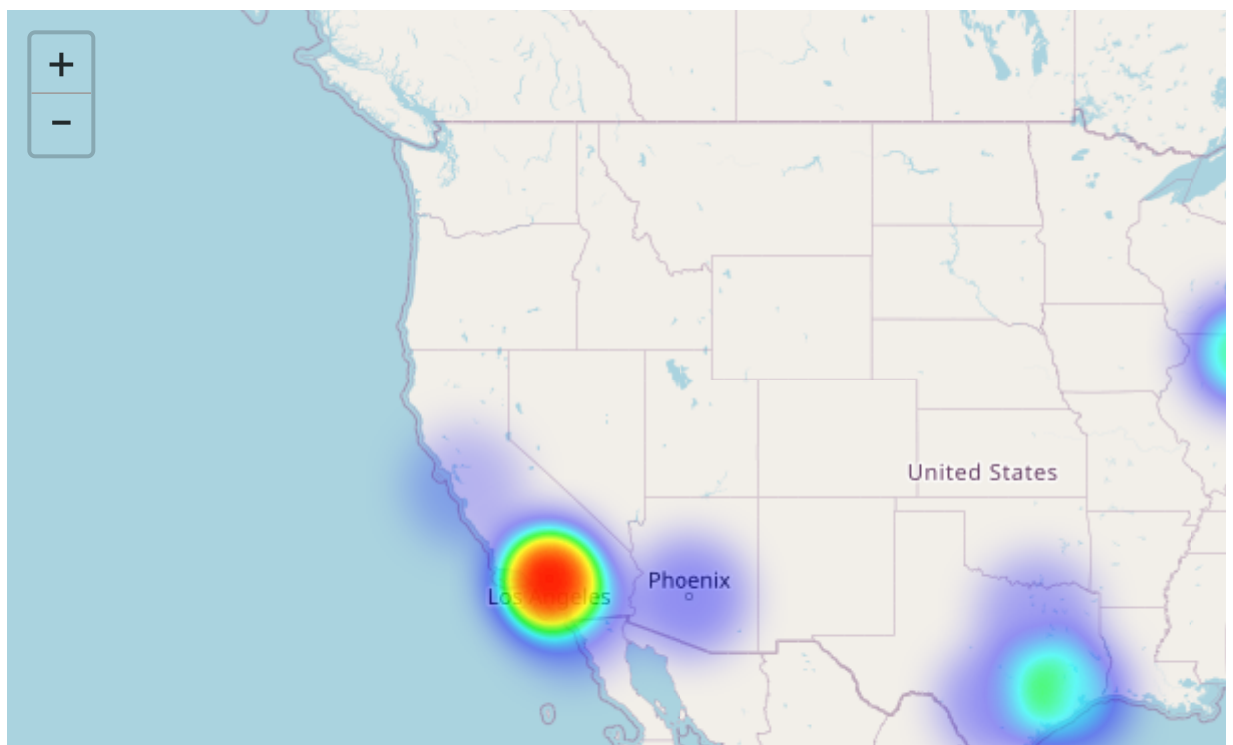 +
−
United States
Phoenix
Los Angeles